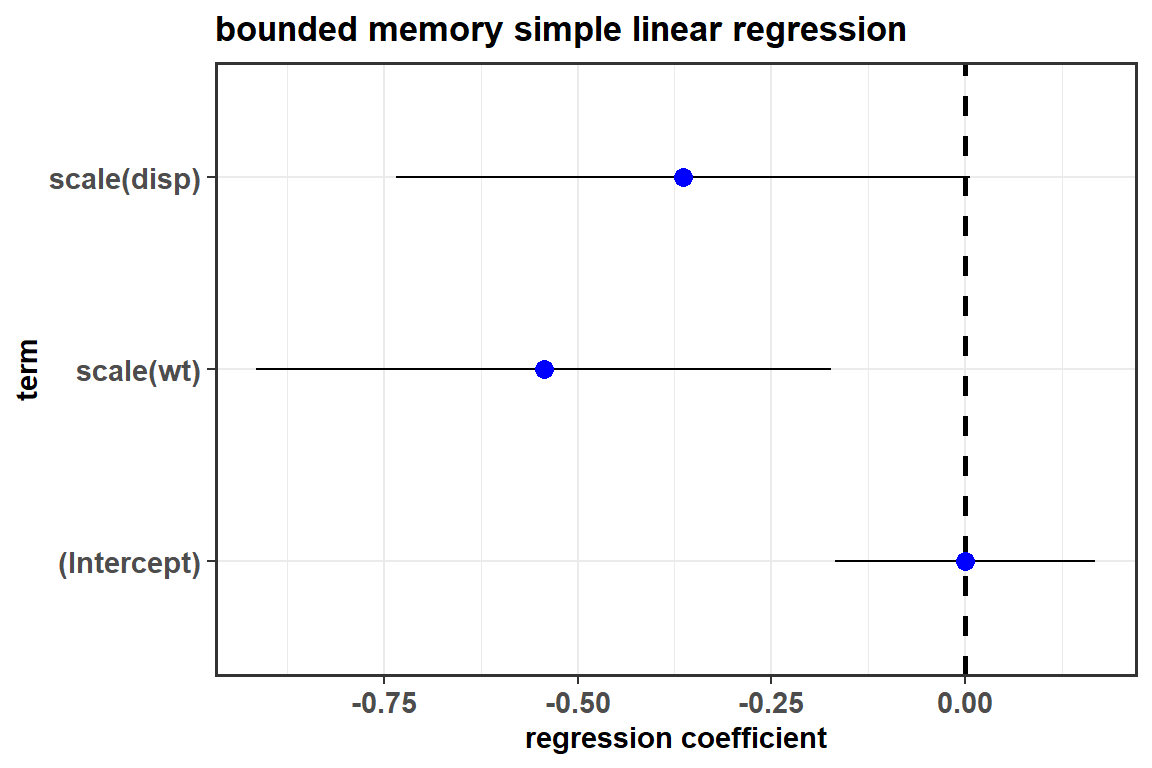 bounded memory simple linear regression
scale(disp)
scale(wt)
(Intercept)
term
-0.75 -0.50 -0.25 0.00
regression coefficient